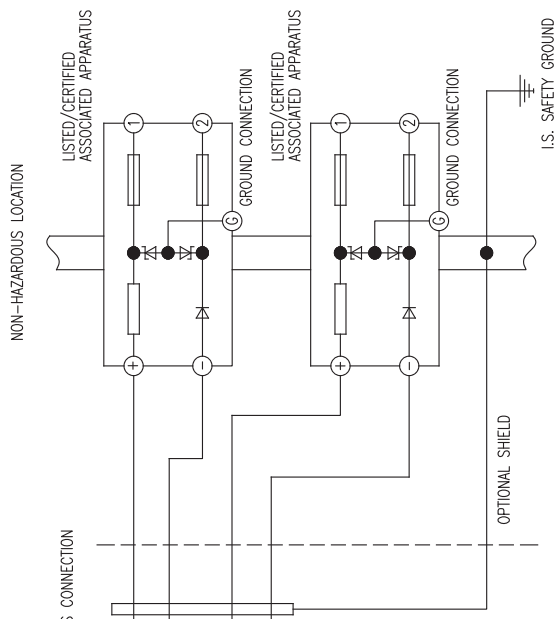 NON-HAZARDOUS LOCATION
LISTED/CERTIFIED
ASSOCIATED APPARATUS
1
2
GROUND CONNECTION
G
+
-
LISTED/CERTIFIED
ASSOCIATED APPARATUS
1
2
GROUND CONNECTION
G
+
-
I.S. SAFETY GROUND
OPTIONAL SHIELD
S CONNECTION